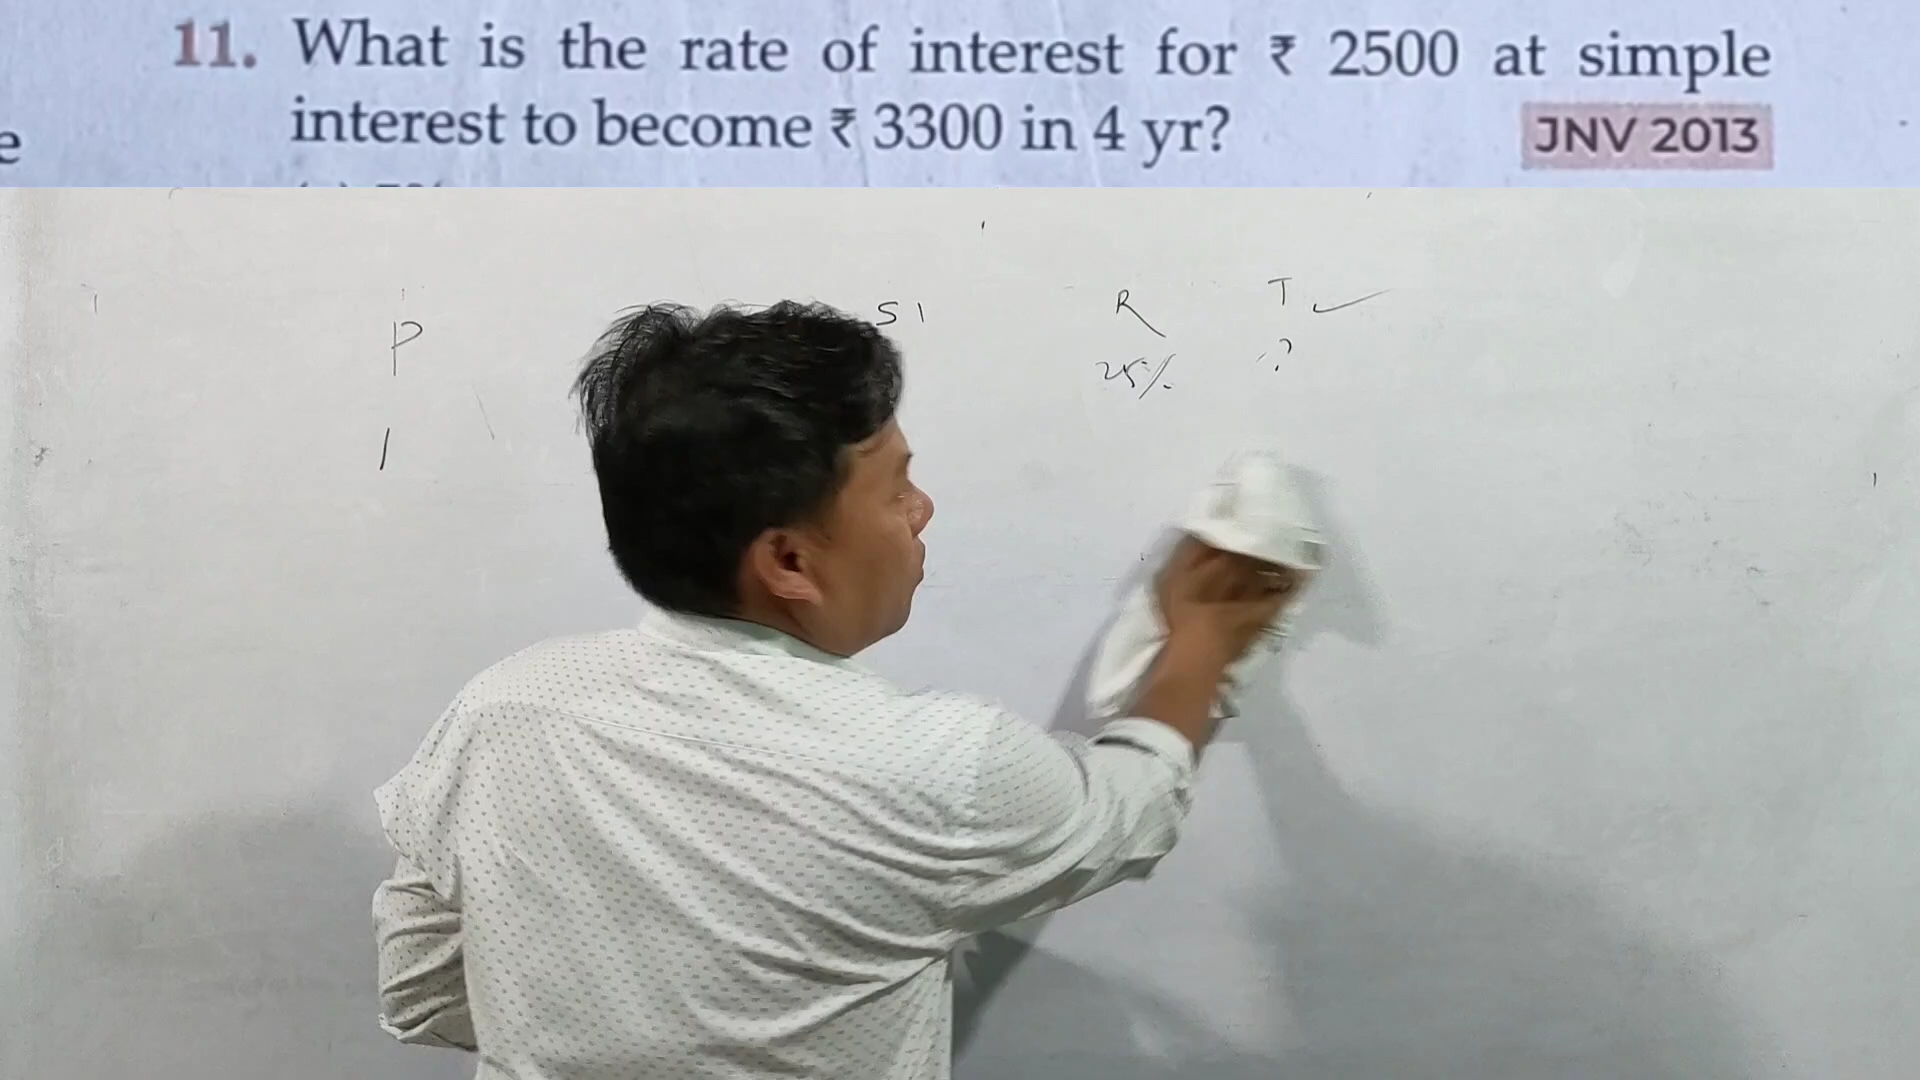 11. What is the rate of interest for ₹ 2500 at simple
interest to become ₹ 3300 in 4 yr?
JNV 2013
e
P SI R T ✓
25% ?
1